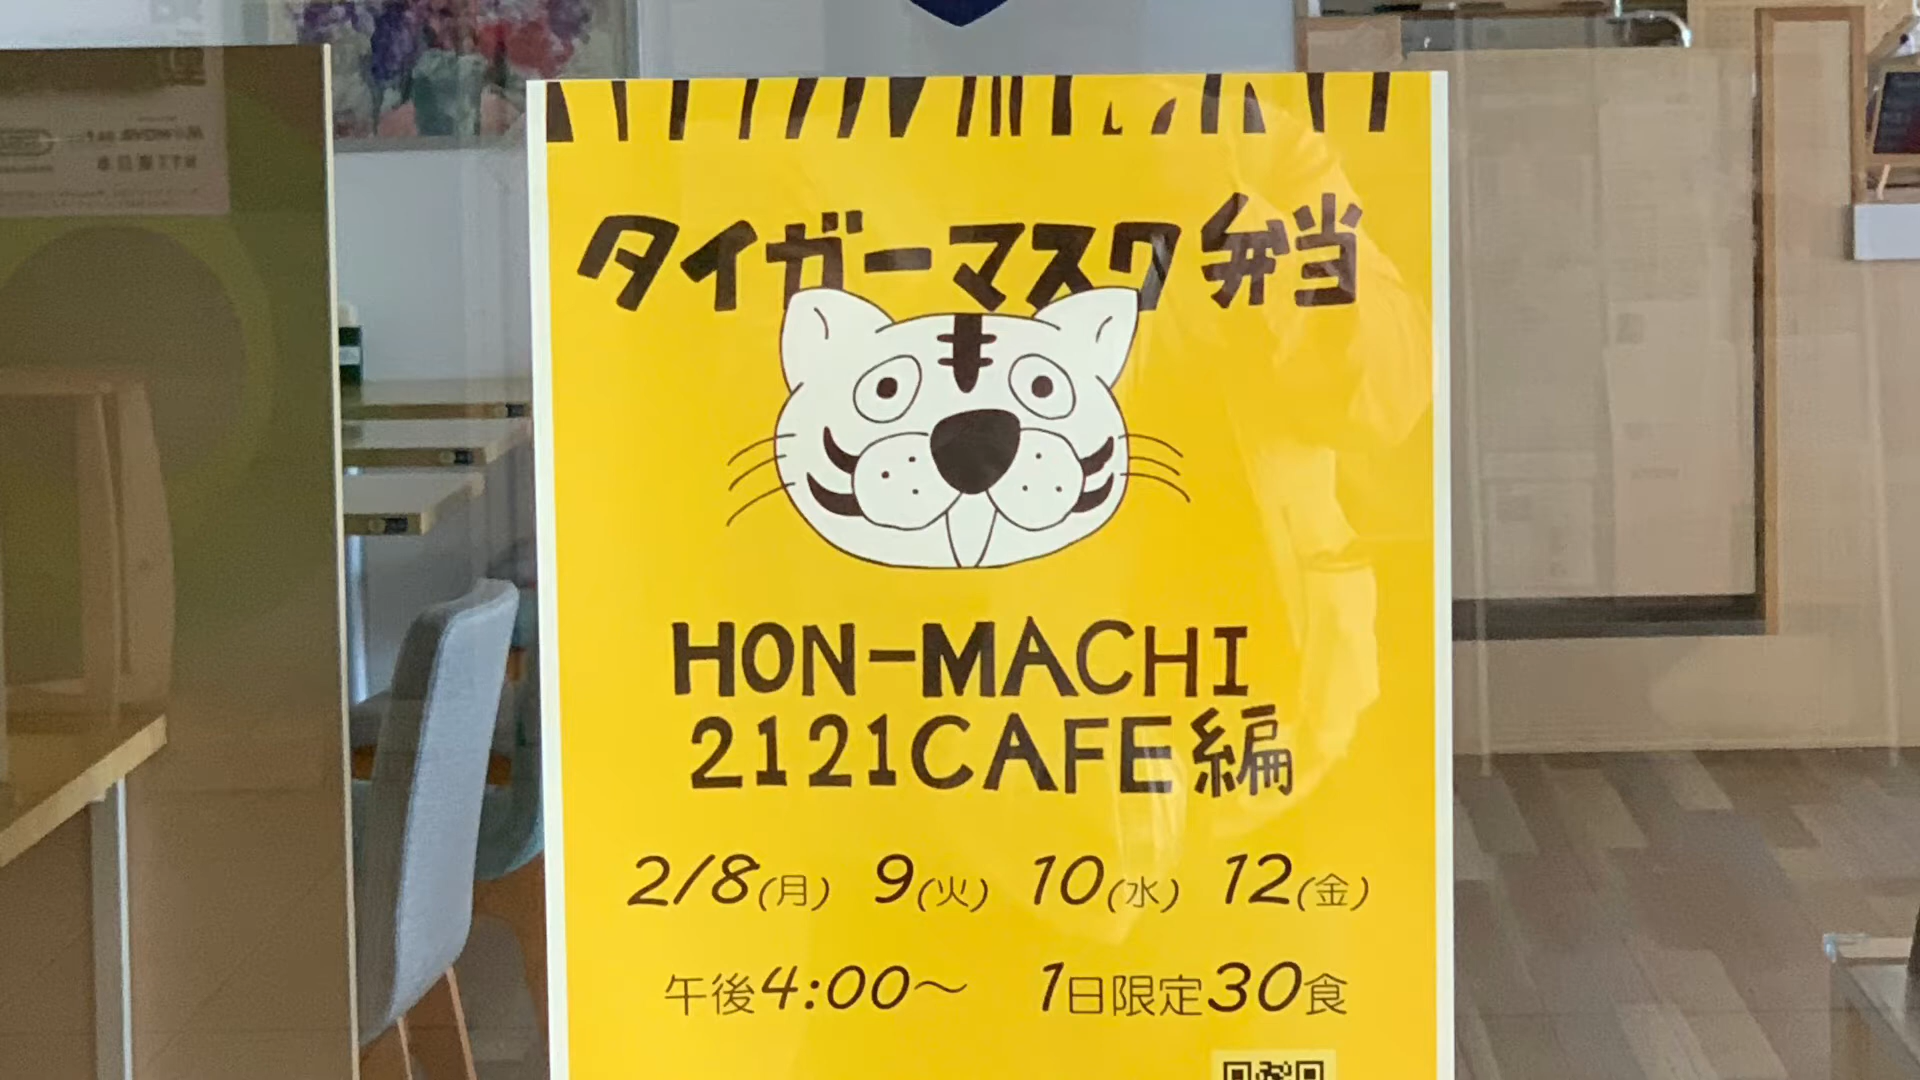 タイガーマスク弁当
HON-MACHI
2121CAFE編
2/8(月) 9(火) 10(水) 12(金)
午後4:00～ 1日限定30食